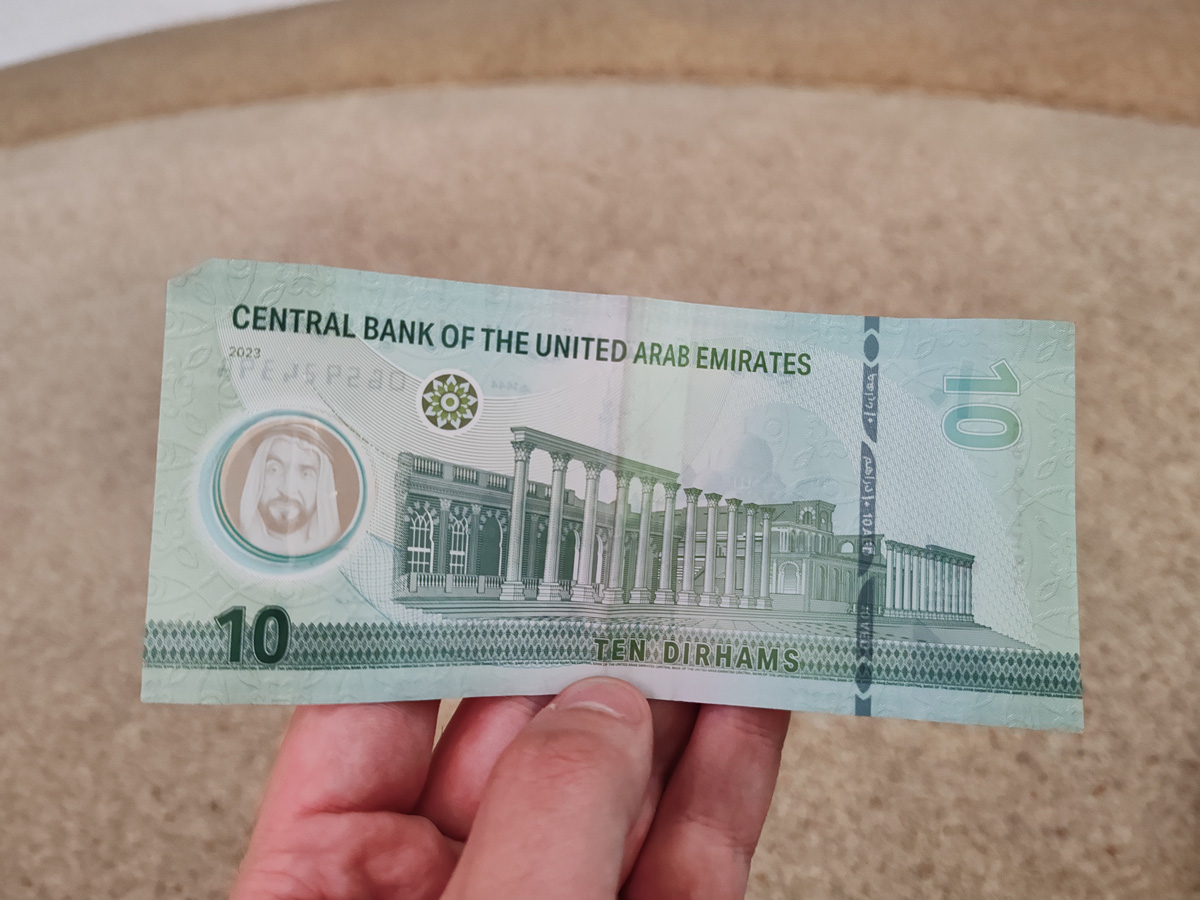 CENTRAL BANK OF THE UNITED ARAB EMIRATES
2023
10
10
TEN DIRHAMS